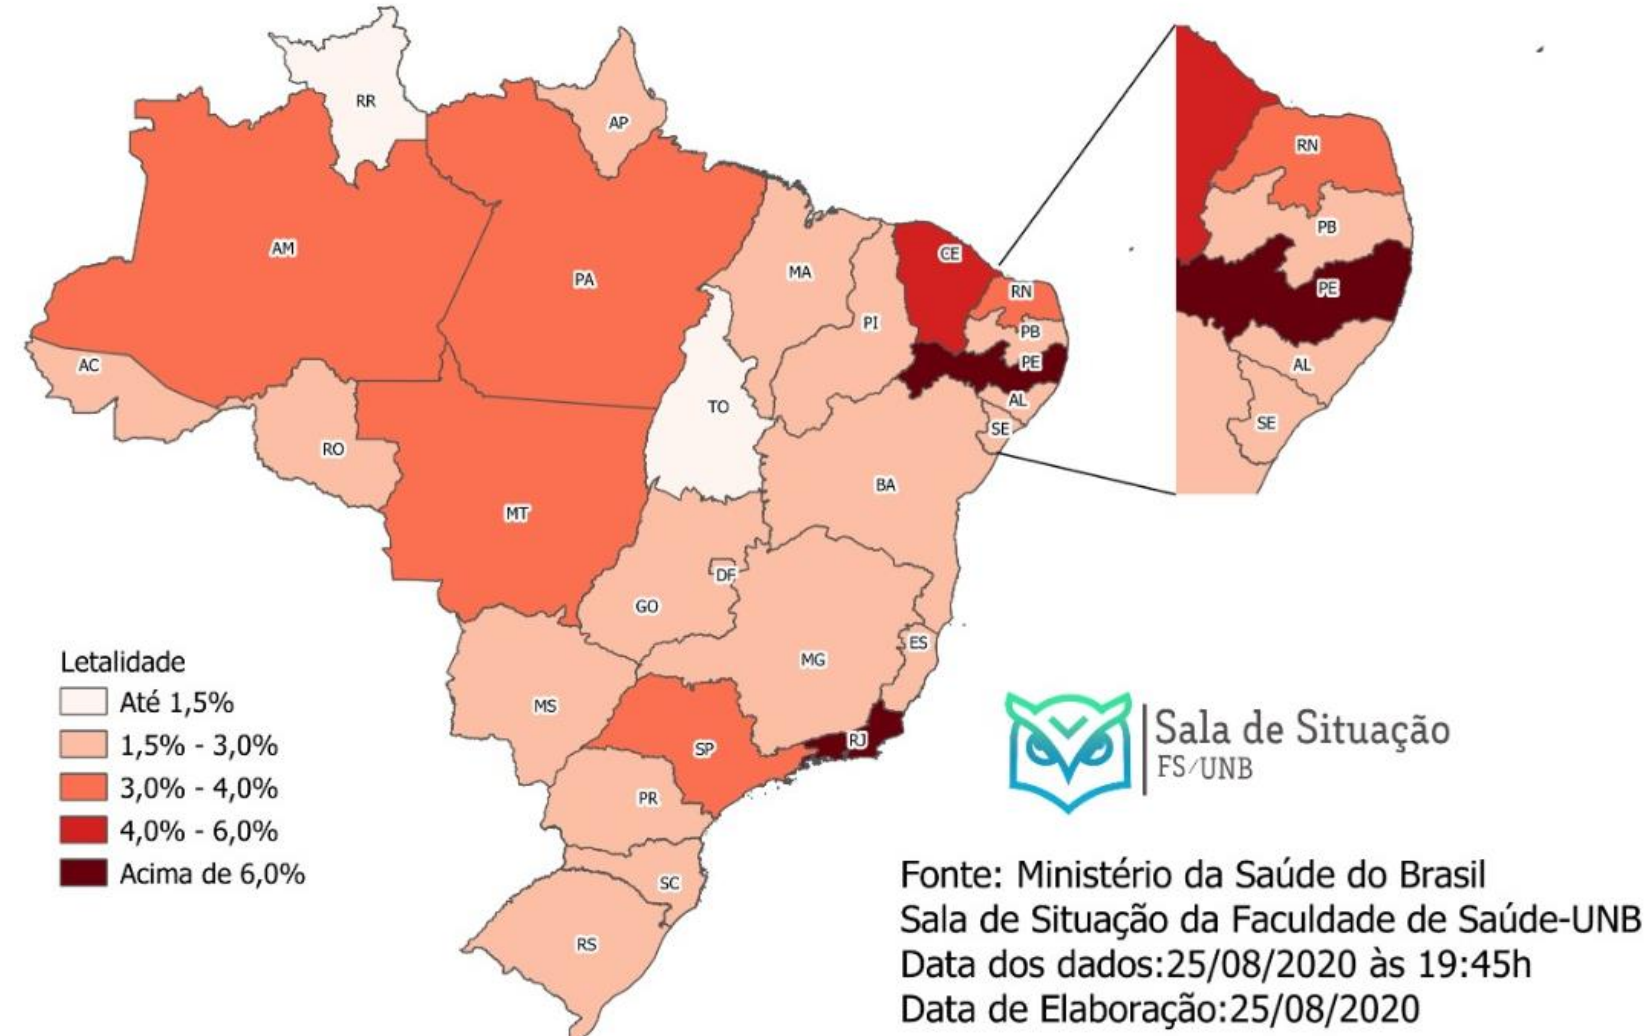 RR
AP
AM
PA
MA
CE
RN
PI
PB
PE
AC
TO
AL
SE
RO
BA
MT
DF
GO
ES
MG
MS
SP
RJ
PR
SC
RS
RN
PB
PE
AL
SE
Letalidade
Até 1,5%
1,5% - 3,0%
3,0% - 4,0%
4,0% - 6,0%
Acima de 6,0%
Sala de Situação
FS/UNB
Fonte: Ministério da Saúde do Brasil
Sala de Situação da Faculdade de Saúde-UNB
Data dos dados:25/08/2020 às 19:45h
Data de Elaboração:25/08/2020